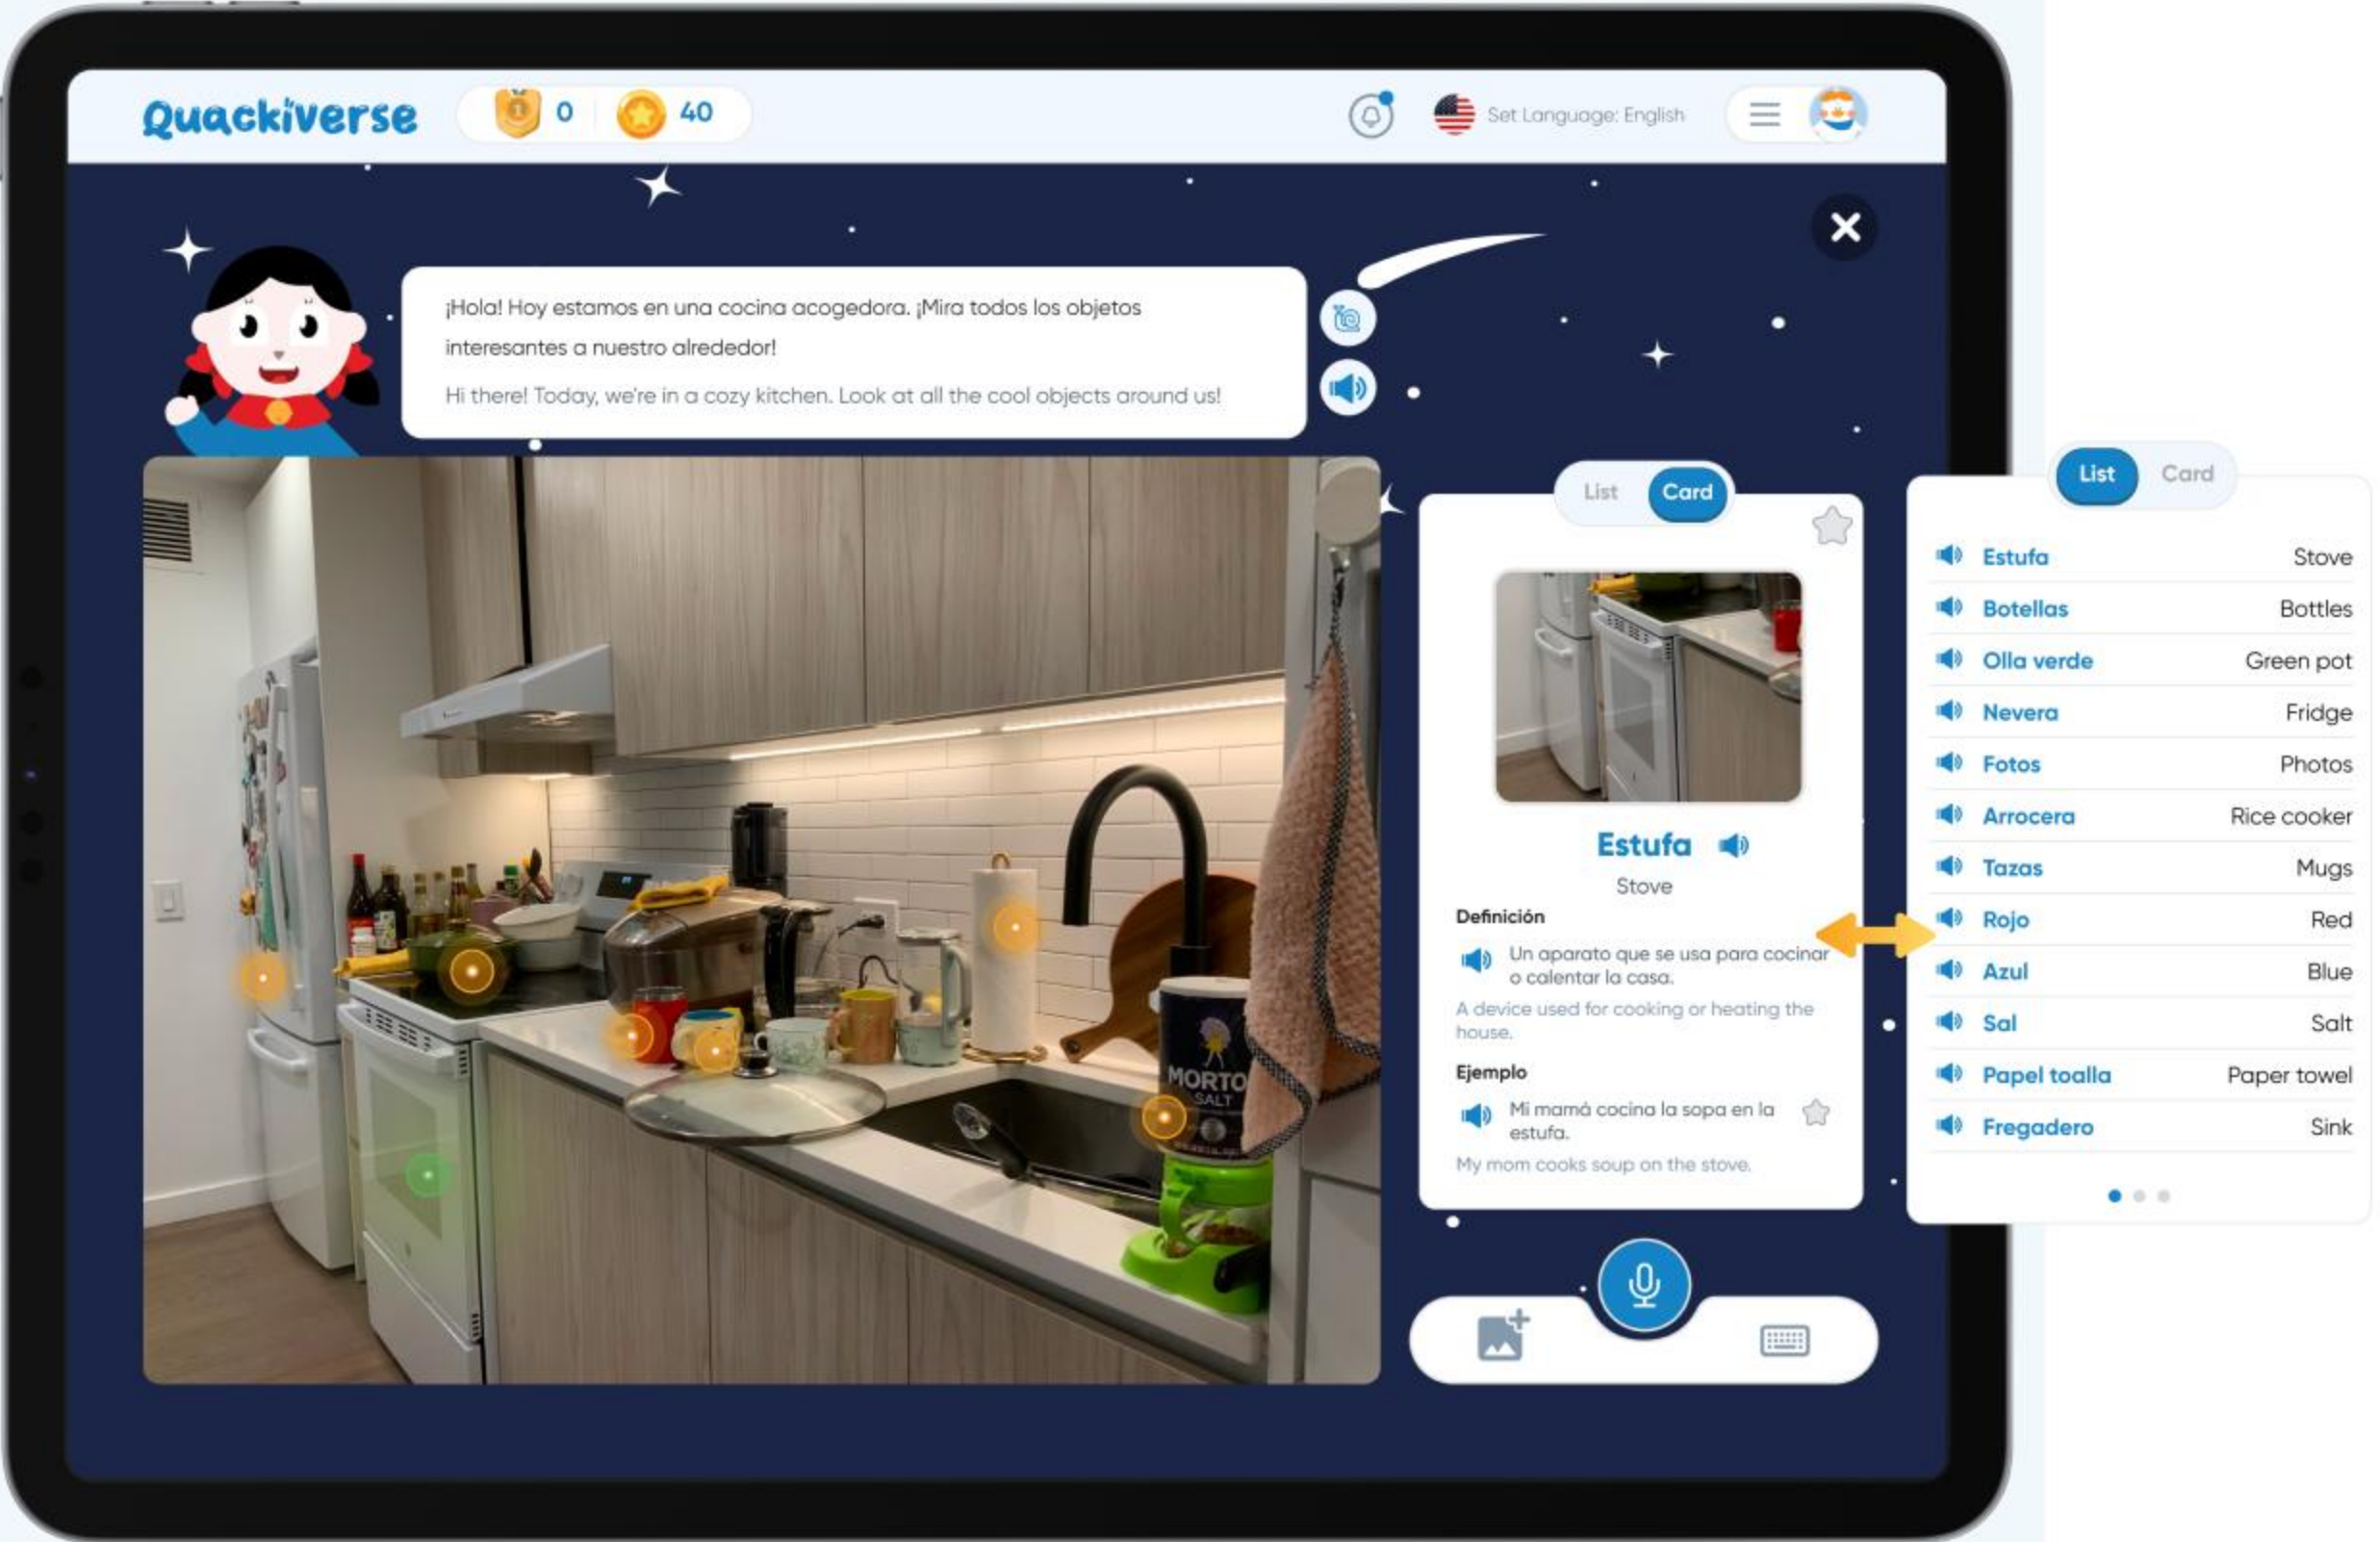 Quackiverse
0
40
Set Language: English
¡Hola! Hoy estamos en una cocina acogedora. ¡Mira todos los objetos
interesantes a nuestro alrededor!
Hi there! Today, we're in a cozy kitchen. Look at all the cool objects around us!
MORTO
SALT
List
Card
Estufa
Stove
Definición
Un aparato que se usa para cocinar
o calentar la casa.
A device used for cooking or heating the
house.
Ejemplo
Mi mamá cocina la sopa en la
estufa.
My mom cooks soup on the stove.
List
Card
Estufa Stove
Botellas Bottles
Olla verde Green pot
Nevera Fridge
Fotos Photos
Arrocera Rice cooker
Tazas Mugs
Rojo Red
Azul Blue
Sal Salt
Papel toalla Paper towel
Fregadero Sink